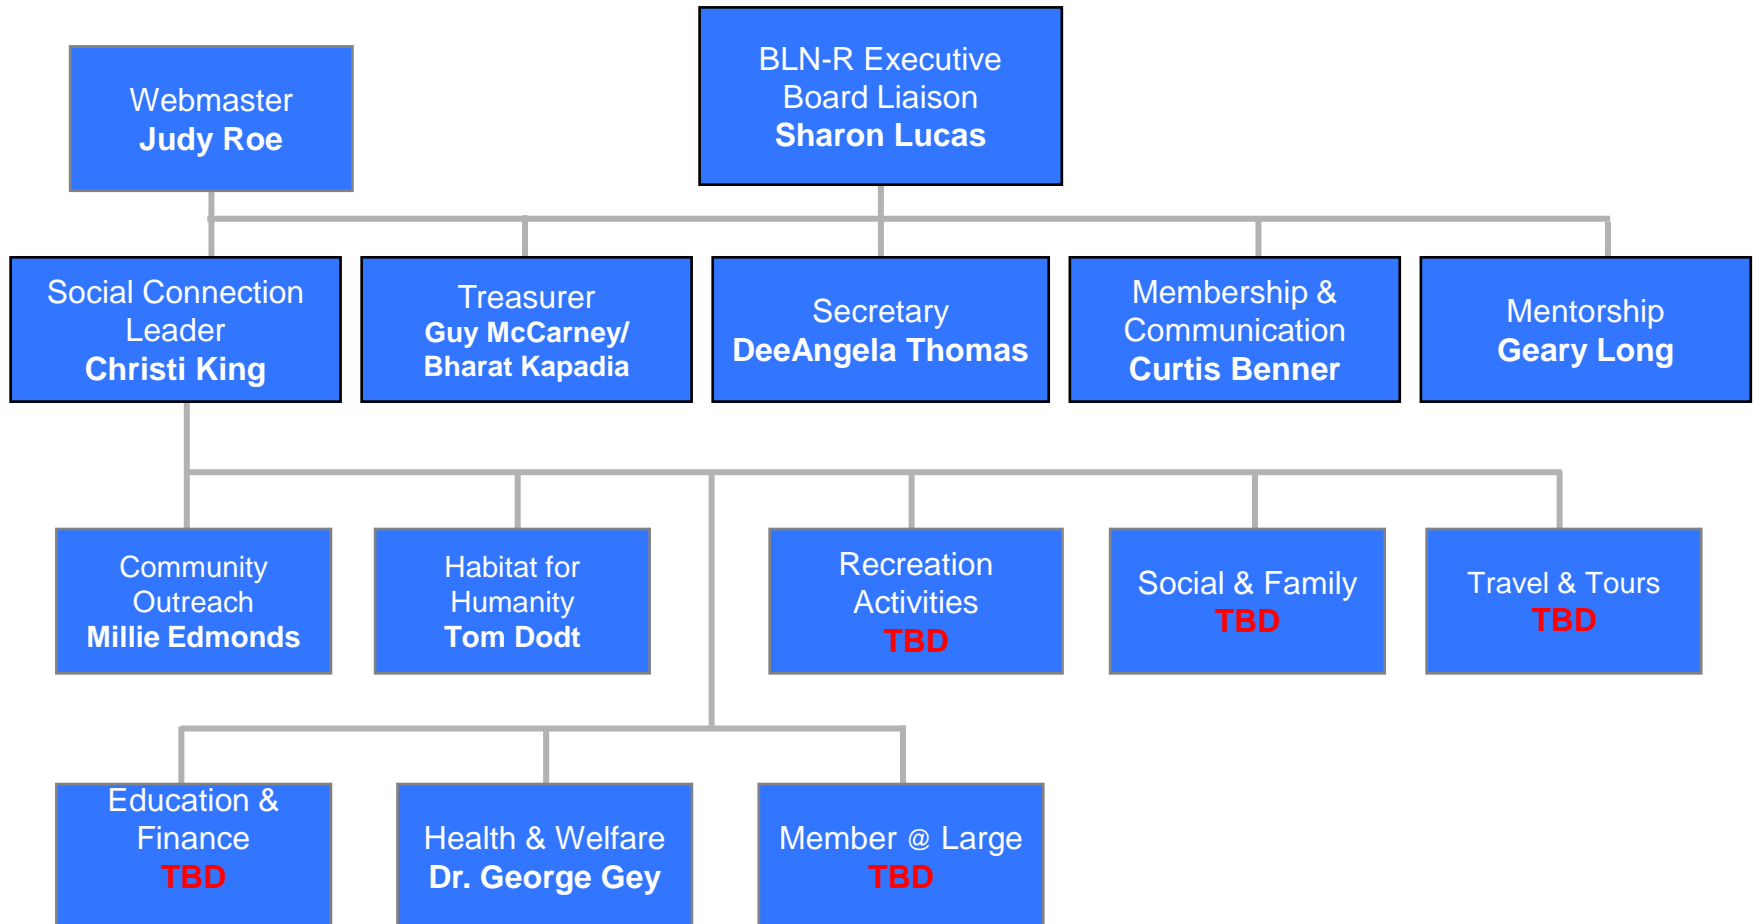 Webmaster
Judy Roe
BLN-R Executive
Board Liaison
Sharon Lucas
Social Connection
Leader
Christi King
Treasurer
Guy McCarney/
Bharat Kapadia
Secretary
DeeAngela Thomas
Membership &
Communication
Curtis Benner
Mentorship
Geary Long
Community
Outreach
Millie Edmonds
Habitat for
Humanity
Tom Dodt
Recreation
Activities
TBD
Social & Family
TBD
Travel & Tours
TBD
Education &
Finance
TBD
Health & Welfare
Dr. George Gey
Member @ Large
TBD